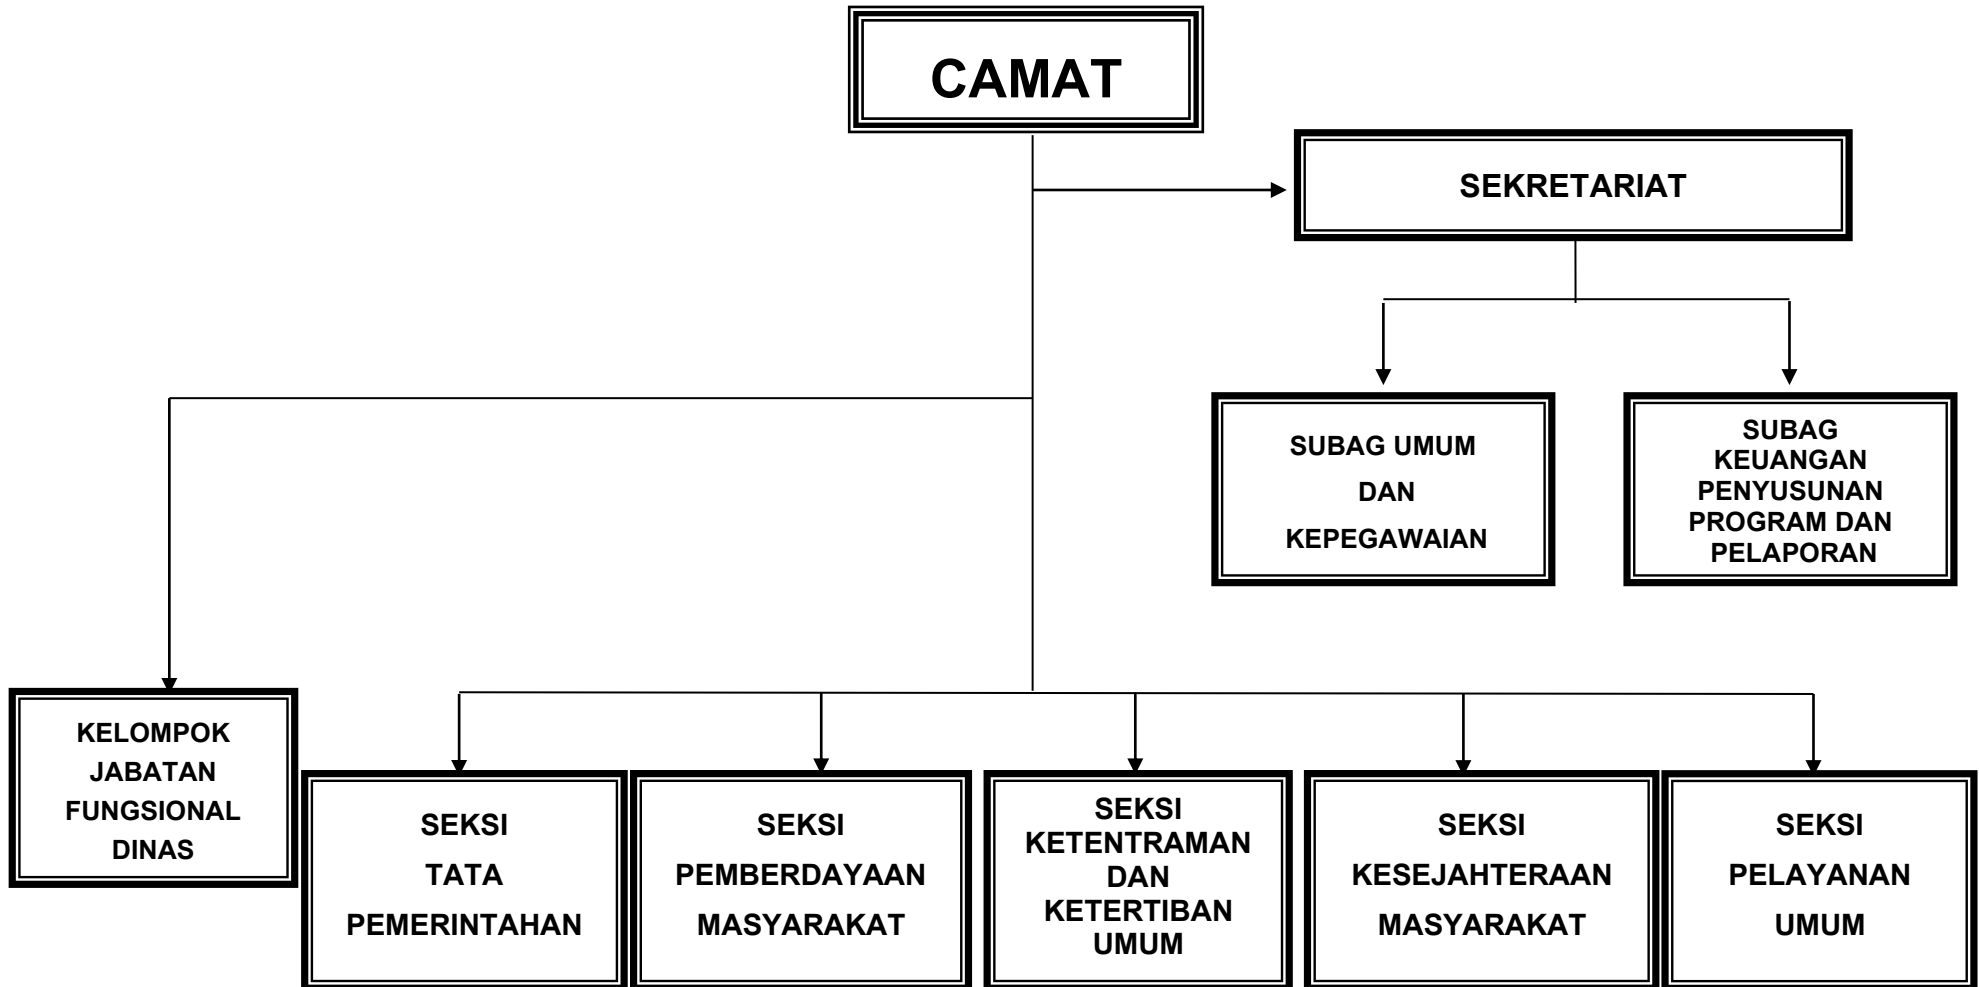 CAMAT
SEKRETARIAT
SUBAG UMUM
DAN
KEPEGAWAIAN
SUBAG
KEUANGAN
PENYUSUNAN
PROGRAM DAN
PELAPORAN
KELOMPOK
JABATAN
FUNGSIONAL
DINAS
SEKSI
TATA
PEMERINTAHAN
SEKSI
PEMBERDAYAAN
MASYARAKAT
SEKSI
KETENTRAMAN
DAN
KETERTIBAN
UMUM
SEKSI
KESEJAHTERAAN
MASYARAKAT
SEKSI
PELAYANAN
UMUM